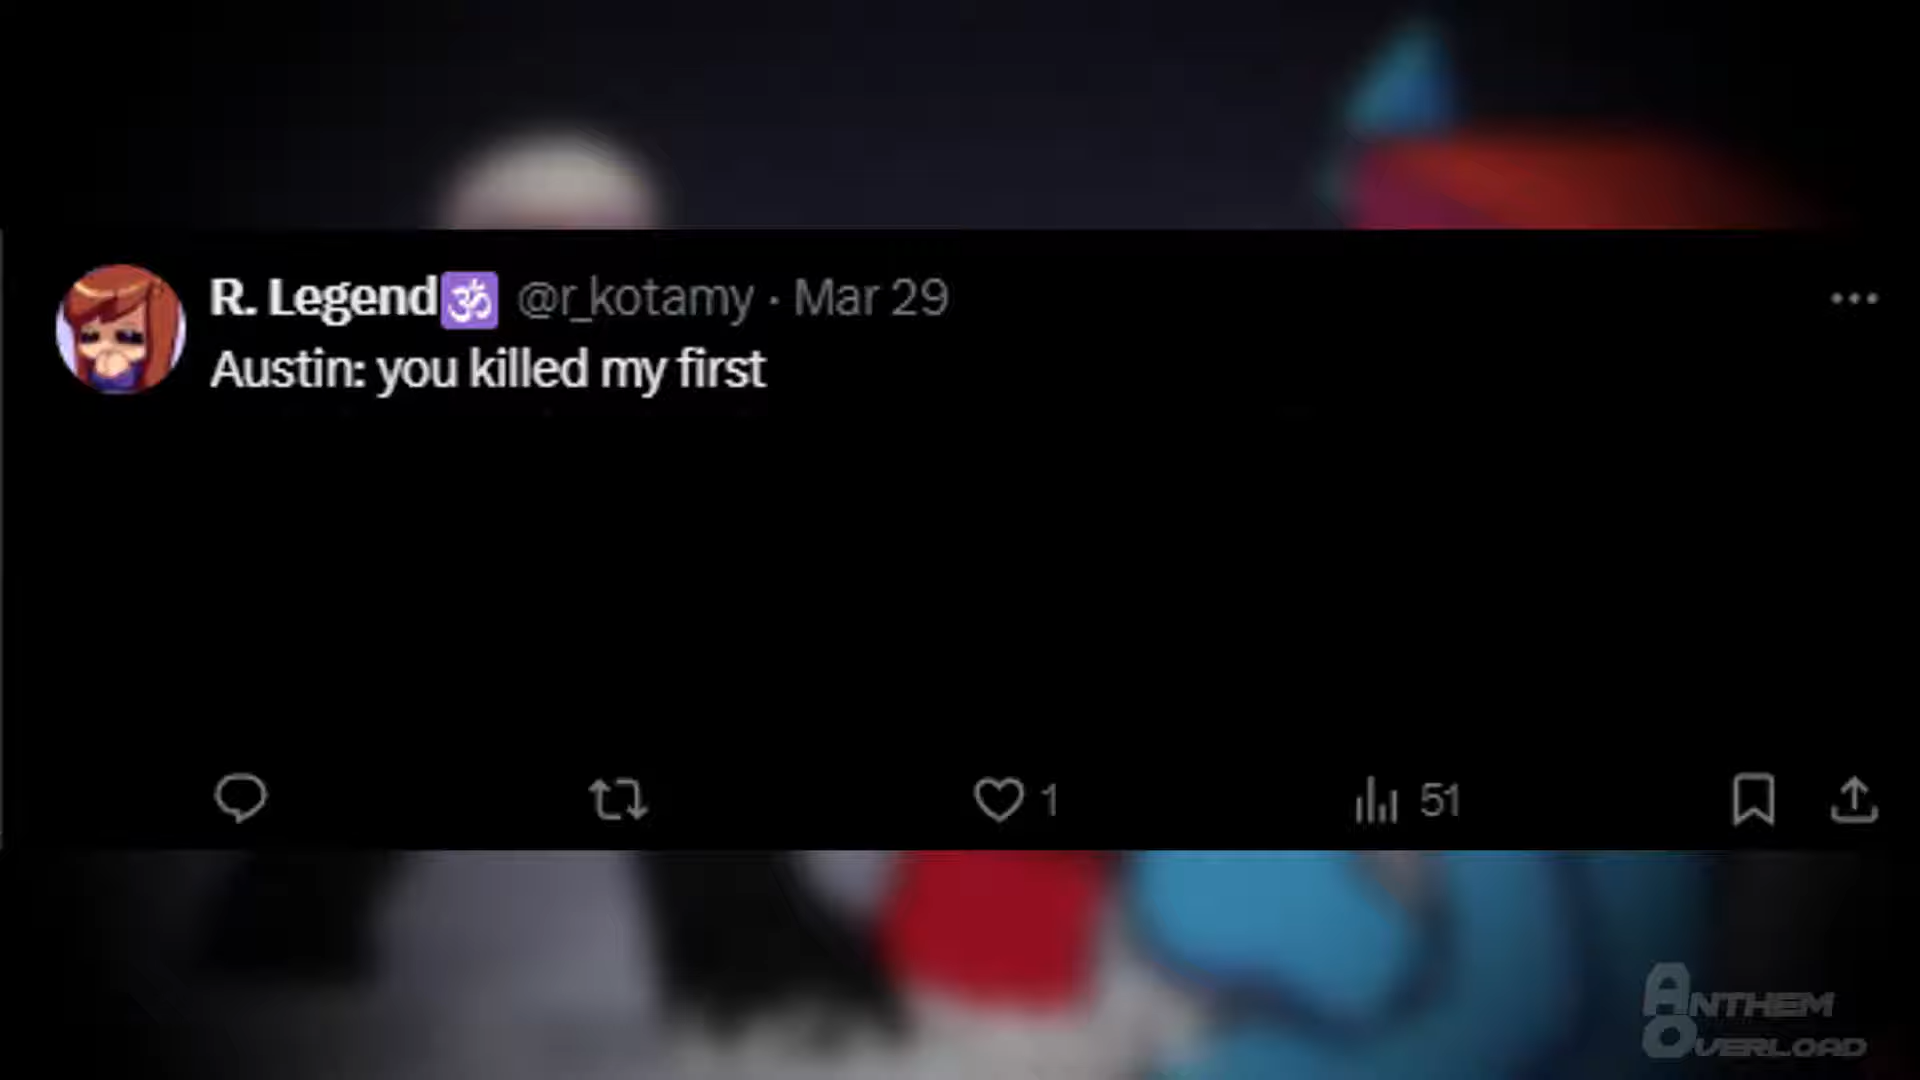 R. Legend🕉 @r_kotamy · Mar 29
Austin: you killed my first
1
51
ANTHEM
OVERLOAD